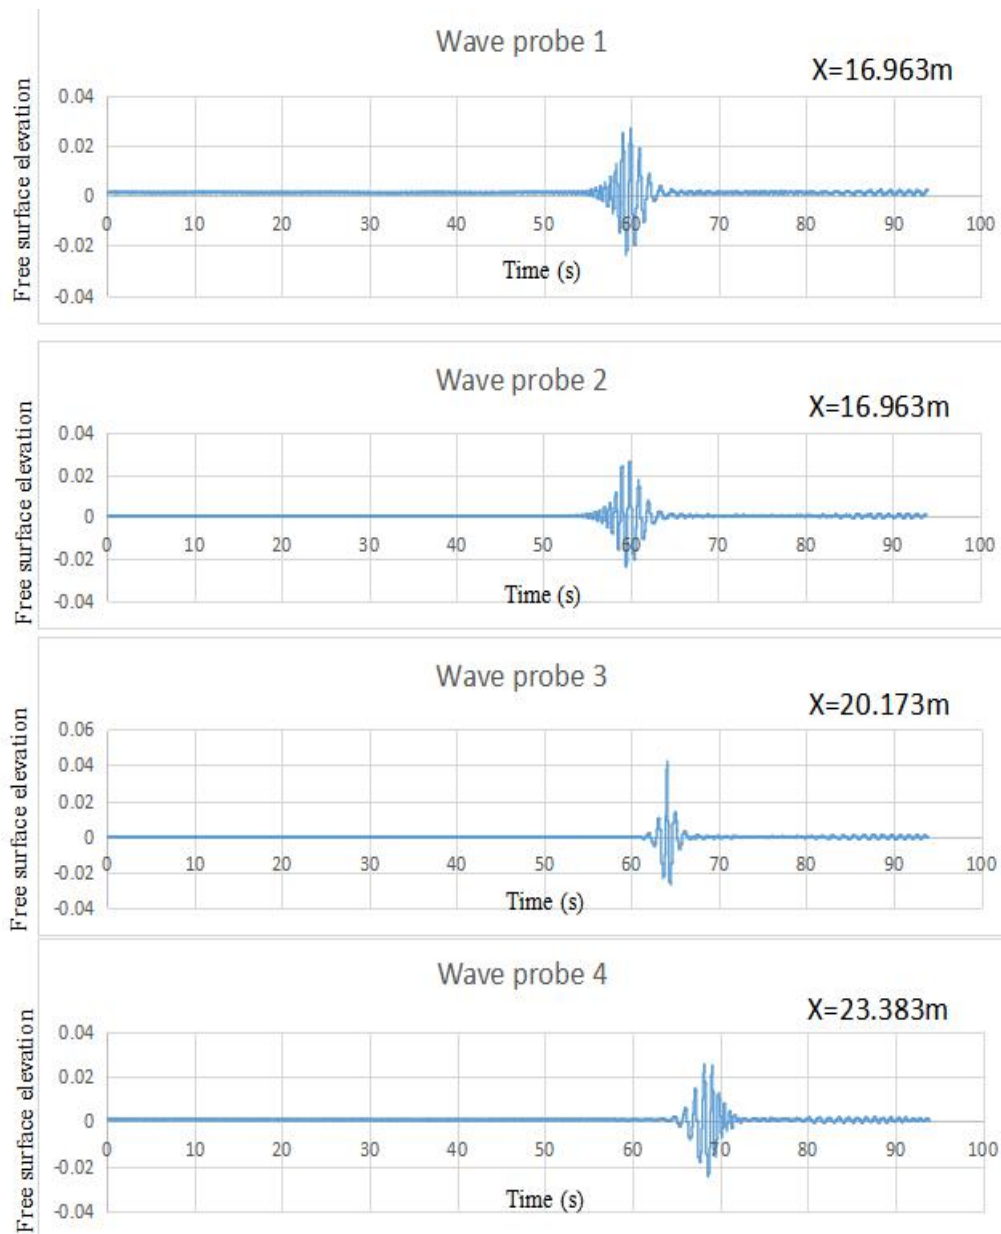 Wave probe 1
X=16.963m
Free surface elevation
0.04
0.02
0
-0.02
-0.04
0 10 20 30 40 50 60 70 80 90 100
Time (s)
Wave probe 2
X=16.963m
Free surface elevation
0.04
0.02
0
-0.02
-0.04
0 10 20 30 40 50 60 70 80 90 100
Time (s)
Wave probe 3
X=20.173m
Free surface elevation
0.06
0.04
0.02
0
-0.02
-0.04
0 10 20 30 40 50 60 70 80 90 100
Time (s)
Wave probe 4
X=23.383m
Free surface elevation
0.04
0.02
0
-0.02
-0.04
0 10 20 30 40 50 60 70 80 90 100
Time (s)